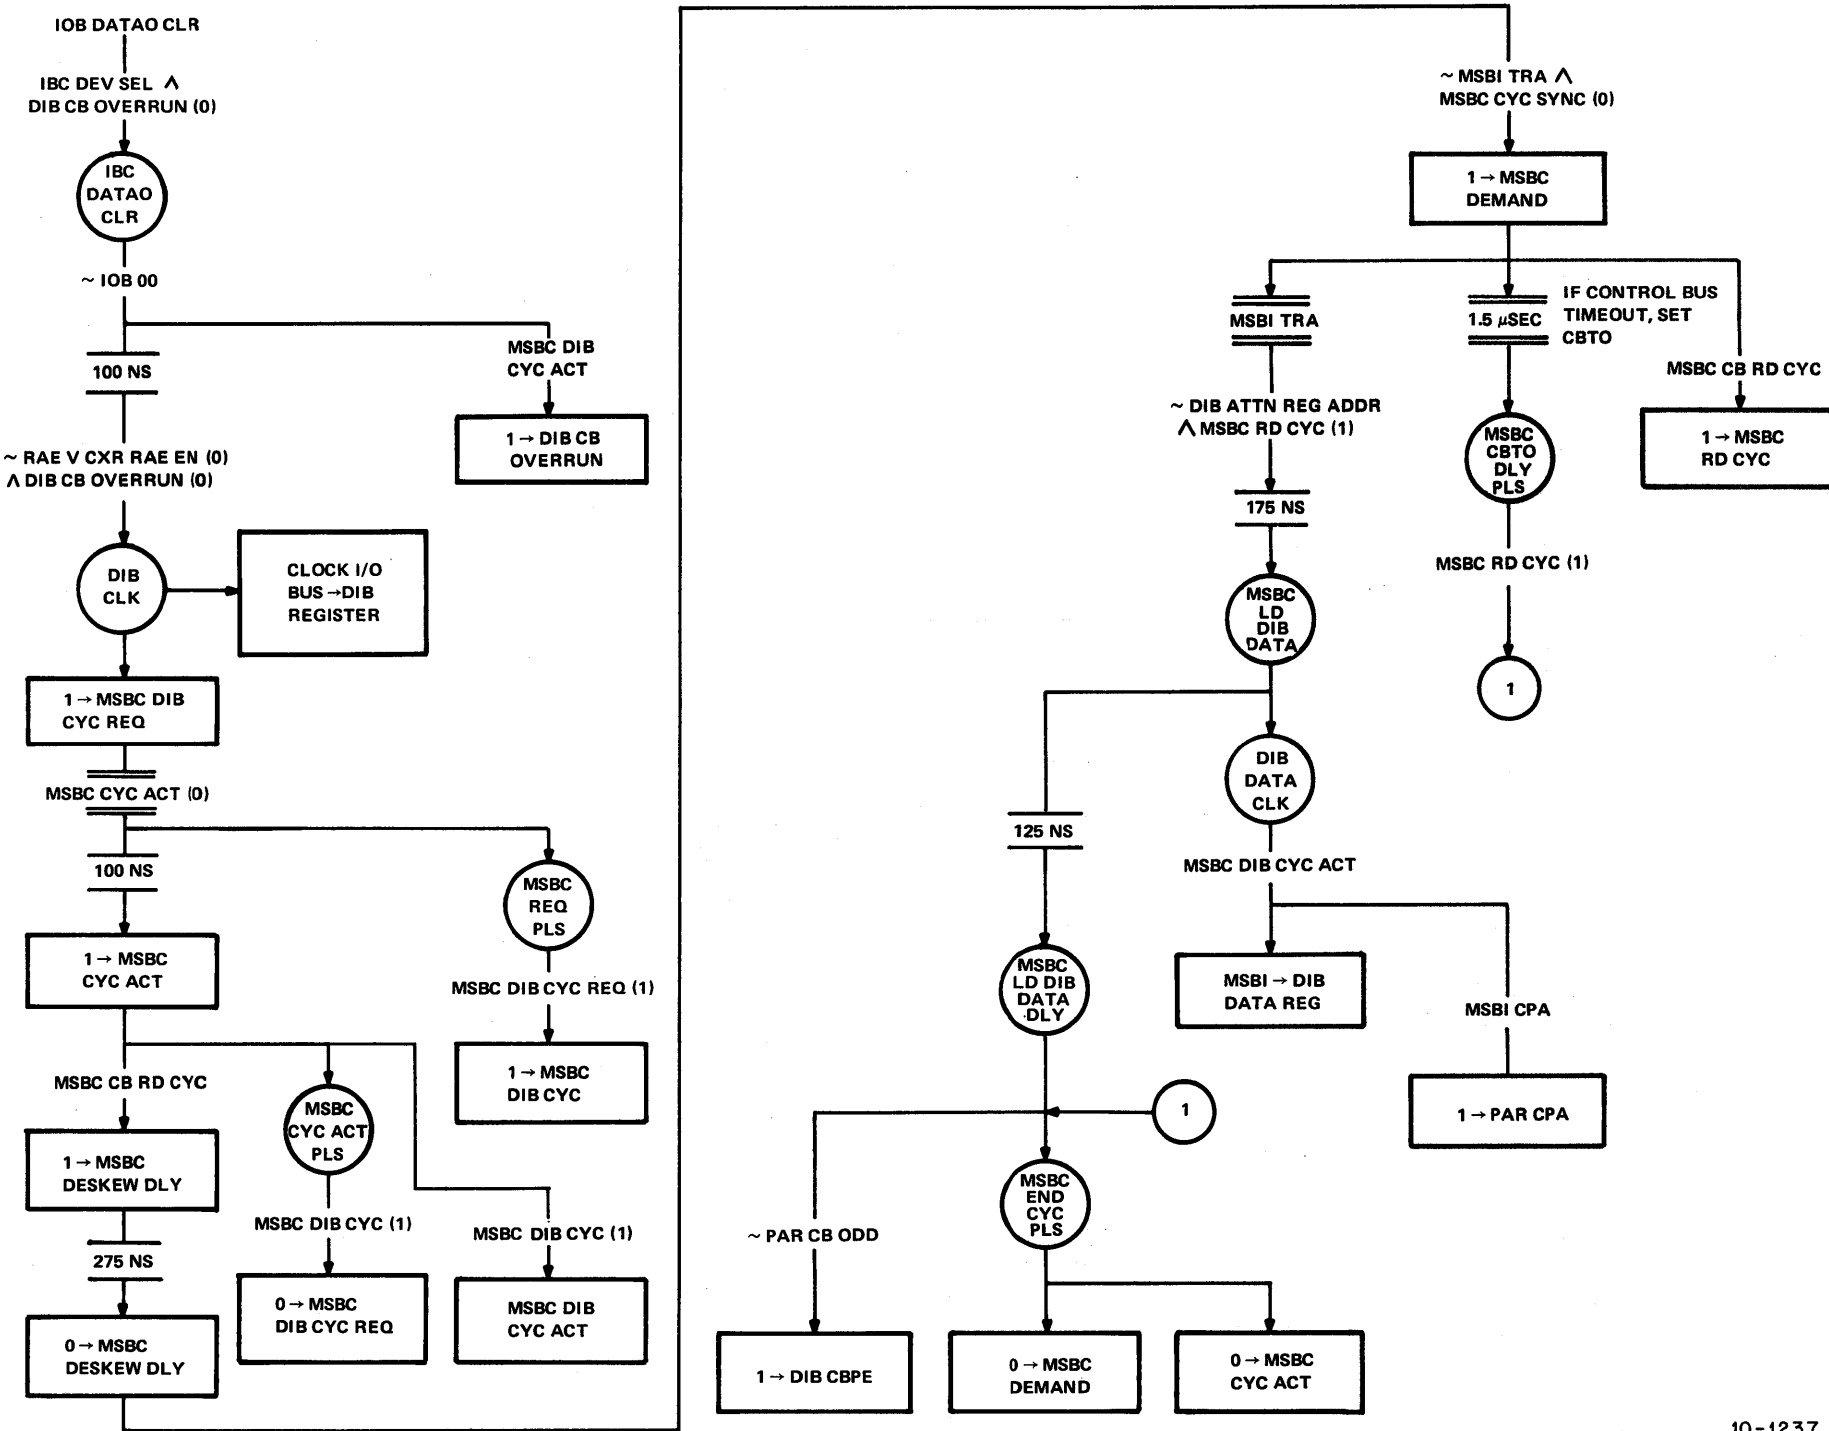 IOB DATAO CLR
IBC DEV SEL ∧
DIB CB OVERRUN (0)
IBC
DATAO
CLR
~ IOB 00
100 NS
MSBC DIB
CYC ACT
1 → DIB CB
OVERRUN
~ RAE V CXR RAE EN (0)
∧ DIB CB OVERRUN (0)
DIB
CLK
CLOCK I/O
BUS → DIB
REGISTER
1 → MSBC DIB
CYC REQ
MSBC CYC ACT (0)
100 NS
MSBC
REQ
PLS
1 → MSBC
CYC ACT
MSBC DIB CYC REQ (1)
1 → MSBC
DIB CYC
MSBC CB RD CYC
MSBC
CYC ACT
PLS
1 → MSBC
DESKEW DLY
MSBC DIB CYC (1)
MSBC DIB CYC (1)
275 NS
0 → MSBC
DIB CYC REQ
MSBC DIB
CYC ACT
0 → MSBC
DESKEW DLY
~ MSBI TRA ∧
MSBC CYC SYNC (0)
1 → MSBC
DEMAND
MSBI TRA
1.5 µSEC
IF CONTROL BUS
TIMEOUT, SET
CBTO
MSBC CB RD CYC
1 → MSBC
RD CYC
~ DIB ATTN REG ADDR
∧ MSBC RD CYC (1)
MSBC
CBTO
DLY
PLS
175 NS
MSBC RD CYC (1)
MSBC
LD
DIB
DATA
1
DIB
DATA
CLK
125 NS
MSBC DIB CYC ACT
MSBC
LD DIB
DATA
DLY
MSBI → DIB
DATA REG
MSBI CPA
1 → PAR CPA
1
MSBC
END
CYC
PLS
~ PAR CB ODD
1 → DIB CBPE
0 → MSBC
DEMAND
0 → MSBC
CYC ACT
10-1237